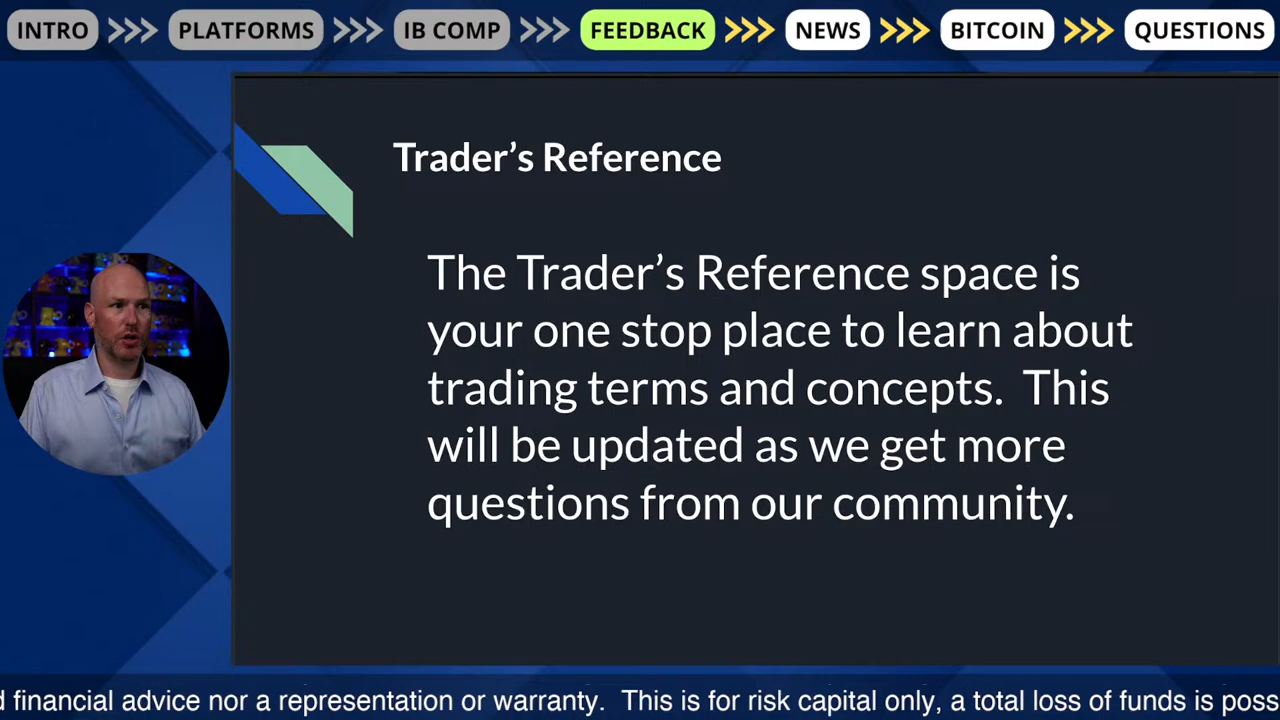 INTRO >>> PLATFORMS >>> IB COMP >>> FEEDBACK >>> NEWS >>> BITCOIN >>> QUESTIONS
Trader’s Reference
The Trader’s Reference space is
your one stop place to learn about
trading terms and concepts.  This
will be updated as we get more
questions from our community.
financial advice nor a representation or warranty.  This is for risk capital only, a total loss of funds is